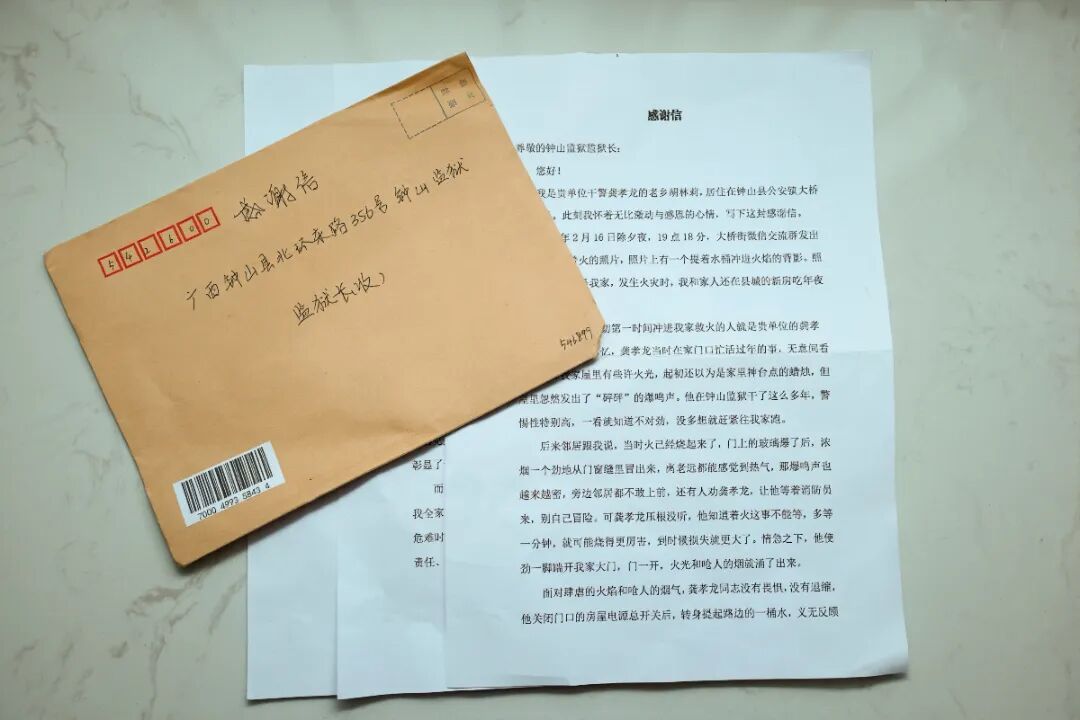 542600
感谢信
广西钟山县北环东路356号钟山监狱
监狱长(收)
546899
7000 4993 5843 4
感谢信
尊敬的钟山监狱监狱长:
您好!
我是贵单位干警龚孝龙的老乡胡林莉,居住在钟山县公安镇大桥
。此刻我怀着无比激动与感恩的心情,写下这封感谢信。
年2月16日除夕夜,19点18分,大桥街微信交流群发出
火的照片,照片上有一个提着水桶冲进火焰的背影。照
我家,发生火灾时,我和家人还在县城的新房吃年夜
第一时间冲进我家救火的人就是贵单位的龚孝
忆,龚孝龙当时在家门口忙活过年的事。无意间看
我家屋里有些许火光,起初还以为是家里神台点的蜡烛,但
屋里忽然发出了“砰砰”的爆鸣声。他在钟山监狱干了这么多年,警
惕性特别高,一看就知道不对劲,没多想就赶紧往我家跑。
后来邻居跟我说,当时火已经烧起来了,门上的玻璃爆了后,浓
烟一个劲地从门窗缝里冒出来,离老远都能感觉到热气,那爆鸣声也
越来越密,旁边邻居都不敢上前,还有人劝龚孝龙,让他等着消防员
来,别自己冒险。可龚孝龙压根没听,他知道着火这事不能等,多等
一分钟,就可能烧得更厉害,到时候损失就更大了。情急之下,他使
劲一脚踹开我家大门,门一开,火光和呛人的烟就涌了出来。
面对肆虐的火焰和呛人的烟气,龚孝龙同志没有畏惧,没有退缩,
他关闭门口的房屋电源总开关后,转身提起路边的一桶水,义无反顾
彰显了
而
我全家
危难时
责任、